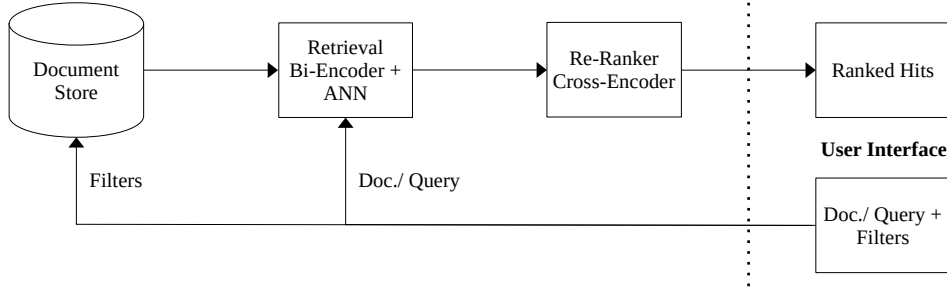 Document
Store
Retrieval
Bi-Encoder +
ANN
Re-Ranker
Cross-Encoder
Ranked Hits
User Interface
Filters
Doc./ Query
Doc./ Query +
Filters